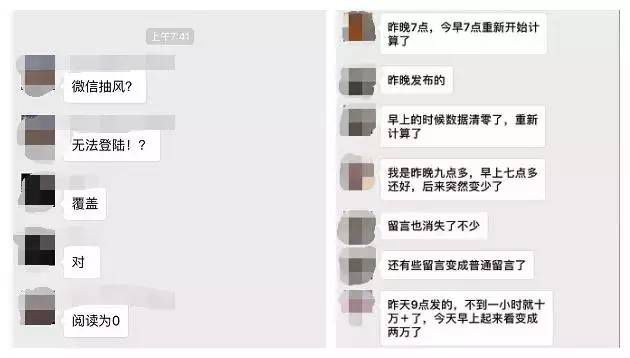 上午7:41
微信抽风?
无法登陆!?
覆盖
对
阅读为0
昨晚7点，今早7点重新开始计
算了
昨晚发布的
早上的时候数据清零了，重新
计算了
我是昨晚九点多，早上七点多
还好，后来突然变少了
留言也消失了不少
还有些留言变成普通留言了
昨天9点发的，不到一小时就十
万＋了，今天早上起来看变成
两万了